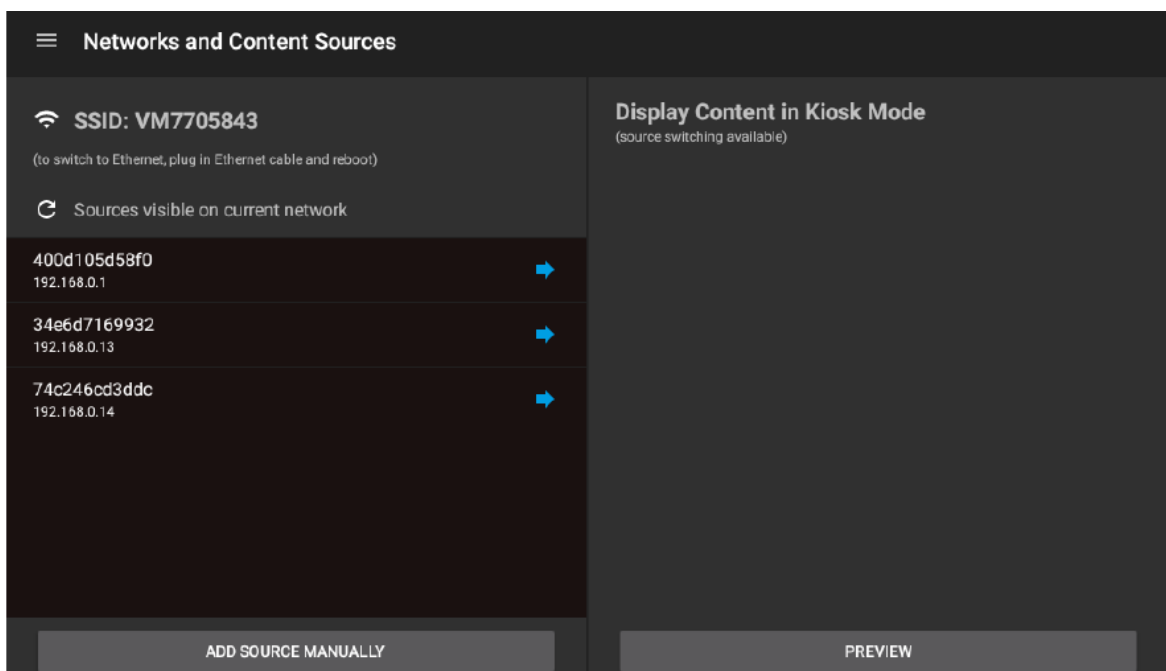 Networks and Content Sources
SSID: VM7705843
(to switch to Ethernet, plug in Ethernet cable and reboot)
Sources visible on current network
400d105d58f0
192.168.0.1
34e6d7169932
192.168.0.13
74c246cd3ddc
192.168.0.14
ADD SOURCE MANUALLY
Display Content in Kiosk Mode
(source switching available)
PREVIEW